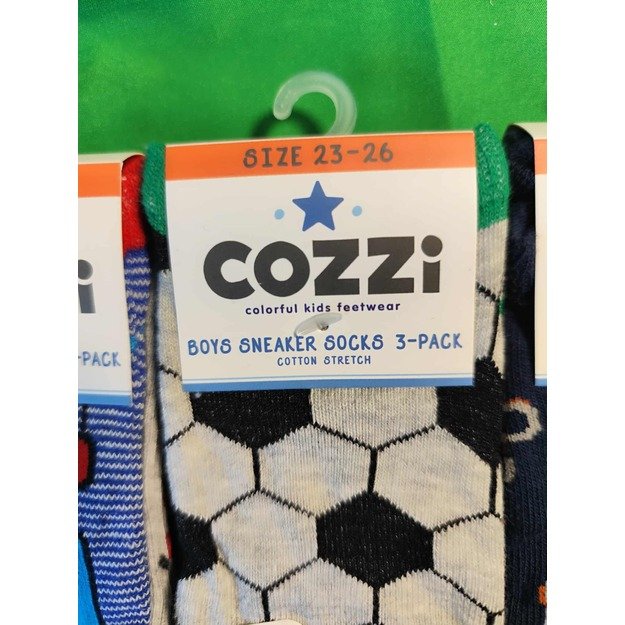 SIZE 23-26
COZZi
colorful kids feetwear
BOYS SNEAKER SOCKS 3-PACK
COTTON STRETCH
-PACK